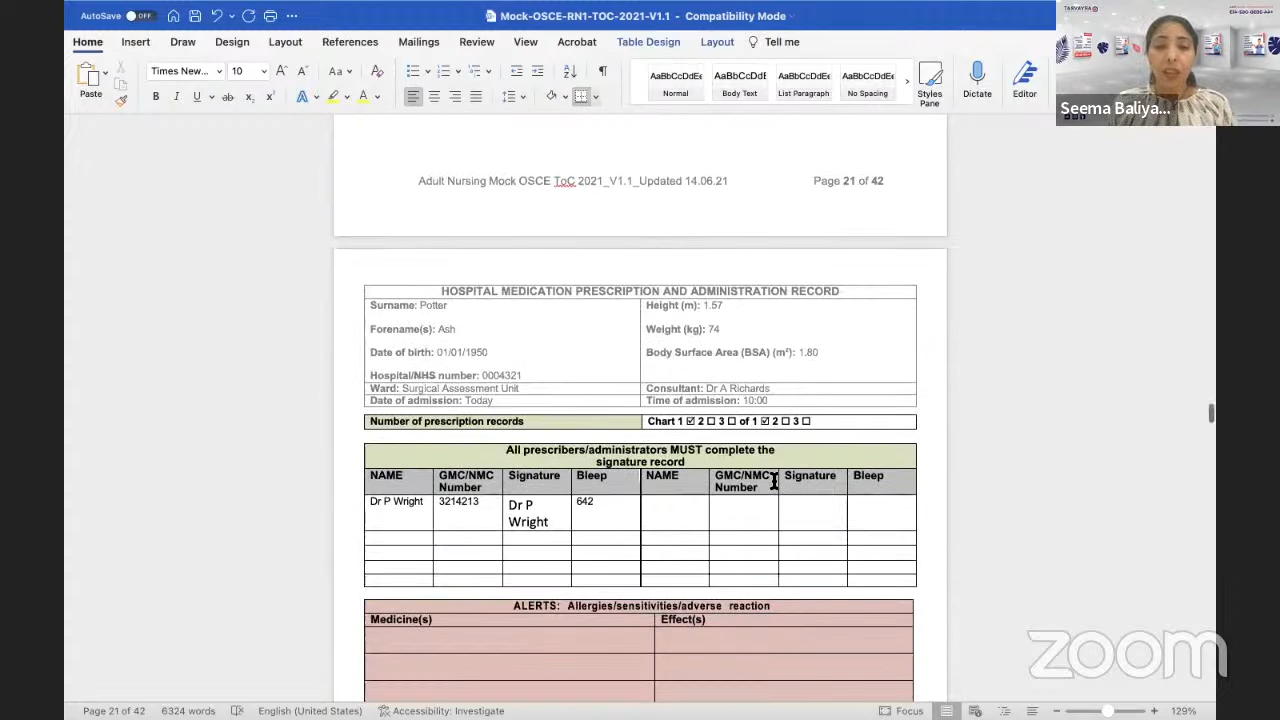 AutoSave OFF
Mock-OSCE-RN1-TOC-2021-V1.1 - Compatibility Mode
Home Insert Draw Design Layout References Mailings Review View Acrobat Table Design Layout Tell me
Paste
Times New... 10
AaBbCcDdEe AaBbCcDdE AaBbCcDdEe AaBbCcDdEe
Normal Body Text List Paragraph No Spacing
Styles Pane
Dictate
Editor
TARVAYRA
Seema Baliya...
Adult Nursing Mock OSCE ToC 2021_V1.1_Updated 14.06.21 Page 21 of 42
HOSPITAL MEDICATION PRESCRIPTION AND ADMINISTRATION RECORD
Surname: Potter Height (m): 1.57
Forename(s): Ash Weight (kg): 74
Date of birth: 01/01/1950 Body Surface Area (BSA) (m²): 1.80
Hospital/NHS number: 0004321
Ward: Surgical Assessment Unit Consultant: Dr A Richards
Date of admission: Today Time of admission: 10:00
Number of prescription records Chart 1 ☑ 2 ☐ 3 ☐ of 1 ☑ 2 ☐ 3 ☐
All prescribers/administrators MUST complete the
signature record
NAME GMC/NMC Number Signature Bleep NAME GMC/NMC Number Signature Bleep
Dr P Wright 3214213 Dr P Wright 642
ALERTS: Allergies/sensitivities/adverse reaction
Medicine(s) Effect(s)
zoom
Page 21 of 42 6324 words English (United States) Accessibility: Investigate Focus 129%